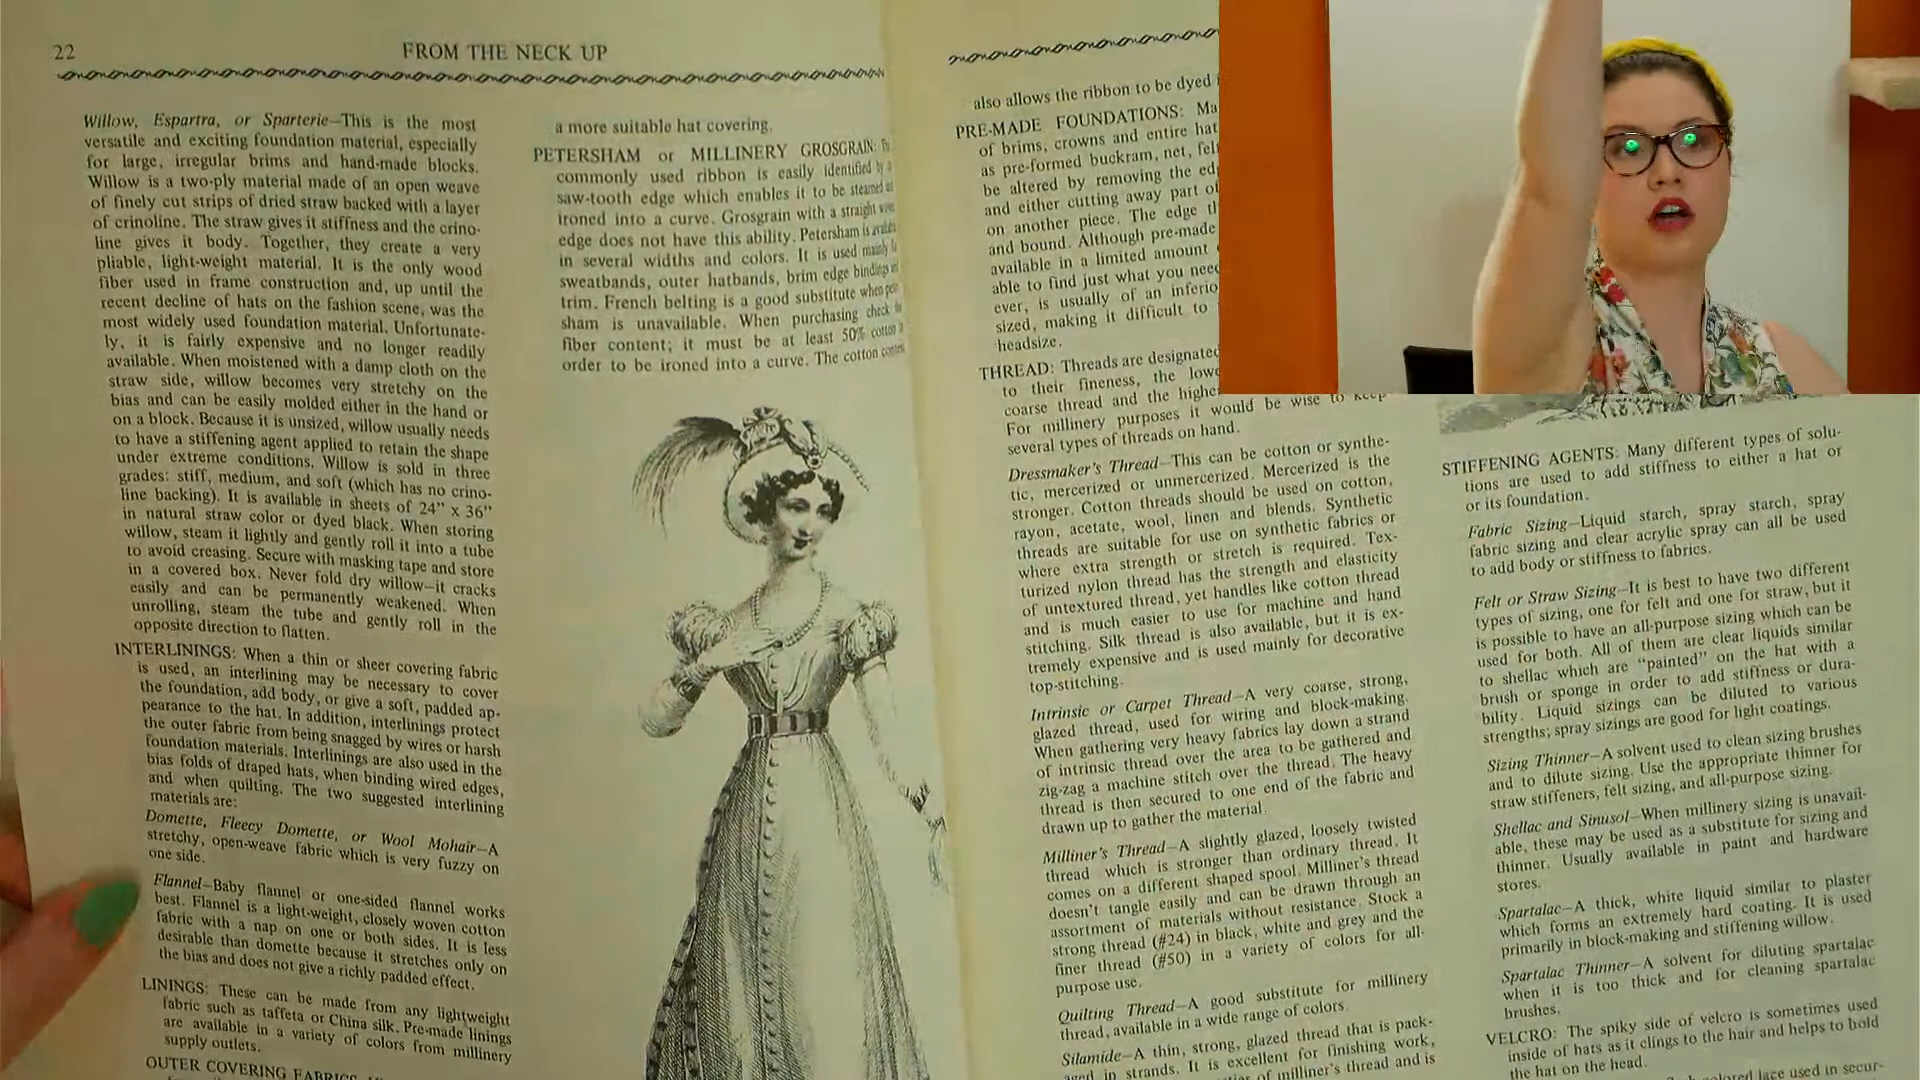 22
FROM THE NECK UP
Willow, Espartra, or Sparterie—This is the most
versatile and exciting foundation material, especially
for large, irregular brims and hand-made blocks.
Willow is a two-ply material made of an open weave
of finely cut strips of dried straw backed with a layer
of crinoline. The straw gives it stiffness and the crino-
line gives it body. Together, they create a very
pliable, light-weight material. It is the only wood
fiber used in frame construction and, up until the
recent decline of hats on the fashion scene, was the
most widely used foundation material. Unfortunate-
ly, it is fairly expensive and no longer readily
available. When moistened with a damp cloth on the
straw side, willow becomes very stretchy on the
bias and can be easily molded either in the hand or
on a block. Because it is unsized, willow usually needs
to have a stiffening agent applied to retain the shape
under extreme conditions. Willow is sold in three
grades: stiff, medium, and soft (which has no crino-
line backing). It is available in sheets of 24" x 36"
in natural straw color or dyed black. When storing
willow, steam it lightly and gently roll it into a tube
to avoid creasing. Secure with masking tape and store
in a covered box. Never fold dry willow—it cracks
easily and can be permanently weakened. When
unrolling, steam the tube and gently roll in the
opposite direction to flatten.
INTERLININGS: When a thin or sheer covering fabric
is used, an interlining may be necessary to cover
the foundation, add body, or give a soft, padded ap-
pearance to the hat. In addition, interlinings protect
the outer fabric from being snagged by wires or harsh
foundation materials. Interlinings are also used in the
bias folds of draped hats, when binding wired edges,
and when quilting. The two suggested interlining
materials are:
Domette, Fleecy Domette, or Wool Mohair—A
stretchy, open-weave fabric which is very fuzzy on
one side.
Flannel—Baby flannel or one-sided flannel works
best. Flannel is a light-weight, closely woven cotton
fabric with a nap on one or both sides. It is less
desirable than domette because it stretches only on
the bias and does not give a richly padded effect.
LININGS: These can be made from any lightweight
fabric such as taffeta or China silk. Pre-made linings
are available in a variety of colors from millinery
supply outlets.
OUTER COVERING FABRICS:
a more suitable hat covering.
PETERSHAM or MILLINERY GROSGRAIN:
commonly used ribbon is easily identified by a
saw-tooth edge which enables it to be steamed
ironed into a curve. Grosgrain with a straight
edge does not have this ability. Petersham is
in several widths and colors. It is used mainly
sweatbands, outer hatbands, brim edge bindings
trim. French belting is a good substitute when
sham is unavailable. When purchasing check
fiber content; it must be at least 50% cotton
order to be ironed into a curve. The cotton
also allows the ribbon to be dyed
PRE-MADE FOUNDATIONS:
of brims, crowns and entire hat
as pre-formed buckram, net,
be altered by removing the
and either cutting away part of
on another piece. The edge
and bound. Although pre-made
available in a limited amount
able to find just what you
ever, is usually of an
sized, making it difficult to
headsize.
THREAD: Threads are designated
to their fineness, the
coarse thread and the
For millinery purposes it would be wise to keep
several types of threads on hand.
Dressmaker's Thread—This can be cotton or synthe-
tic, mercerized or unmercerized. Mercerized is the
stronger. Cotton threads should be used on cotton,
rayon, acetate, wool, linen and blends. Synthetic
threads are suitable for use on synthetic fabrics or
where extra strength or stretch is required. Tex-
turized nylon thread has the strength and elasticity
of untextured thread, yet handles like cotton thread
and is much easier to use for machine and hand
stitching. Silk thread is also available, but it is ex-
tremely expensive and is used mainly for decorative
top-stitching.
Intrinsic or Carpet Thread—A very coarse, strong,
glazed thread, used for wiring and block-making.
When gathering very heavy fabrics lay down a strand
of intrinsic thread over the area to be gathered and
zig-zag a machine stitch over the thread. The heavy
thread is then secured to one end of the fabric and
drawn up to gather the material.
Milliner's Thread—A slightly glazed, loosely twisted
thread which is stronger than ordinary thread. It
comes on a different shaped spool. Milliner's thread
doesn't tangle easily and can be drawn through an
assortment of materials without resistance. Stock a
strong thread (#24) in black, white and grey and the
finer thread (#50) in a variety of colors for all-
purpose use.
Quilting Thread—A good substitute for millinery
thread, available in a wide range of colors.
Silamide—A thin, strong, glazed thread that is pack-
aged in strands. It is excellent for finishing work,
of milliner's thread and is
STIFFENING AGENTS: Many different types of solu-
tions are used to add stiffness to either a hat or
or its foundation.
Fabric Sizing—Liquid starch, spray starch, spray
fabric sizing and clear acrylic spray can all be used
to add body or stiffness to fabrics.
Felt or Straw Sizing—It is best to have two different
types of sizing, one for felt and one for straw, but it
is possible to have an all-purpose sizing which can be
used for both. All of them are clear liquids similar
to shellac which are "painted" on the hat with a
brush or sponge in order to add stiffness or dura-
bility. Liquid sizings can be diluted to various
strengths; spray sizings are good for light coatings.
Sizing Thinner—A solvent used to clean sizing brushes
and to dilute sizing. Use the appropriate thinner for
straw stiffeners, felt sizing, and all-purpose sizing.
Shellac and Sinusol—When millinery sizing is unavail-
able, these may be used as a substitute for sizing and
thinner. Usually available in paint and hardware
stores.
Spartalac—A thick, white liquid similar to plaster
which forms an extremely hard coating. It is used
primarily in block-making and stiffening willow.
Spartalac Thinner—A solvent for diluting spartalac
when it is too thick and for cleaning spartalac
brushes.
VELCRO: The spiky side of velcro is sometimes used
inside of hats as it clings to the hair and helps to hold
the hat on the head.
colored lace used in secur-